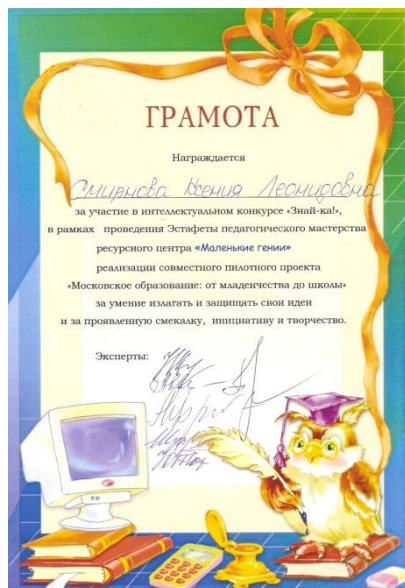 ГРАМОТА
Награждается
Смирнова Ксения Леонидовна
за участие в интеллектуальном конкурсе «Знай-ка!»,
в рамках проведения Эстафеты педагогического мастерства
ресурсного центра «Маленькие гении»
реализации совместного пилотного проекта
«Московское образование: от младенчества до школы»
за умение излагать и защищать свои идеи
и за проявленную смекалку, инициативу и творчество.
Эксперты: